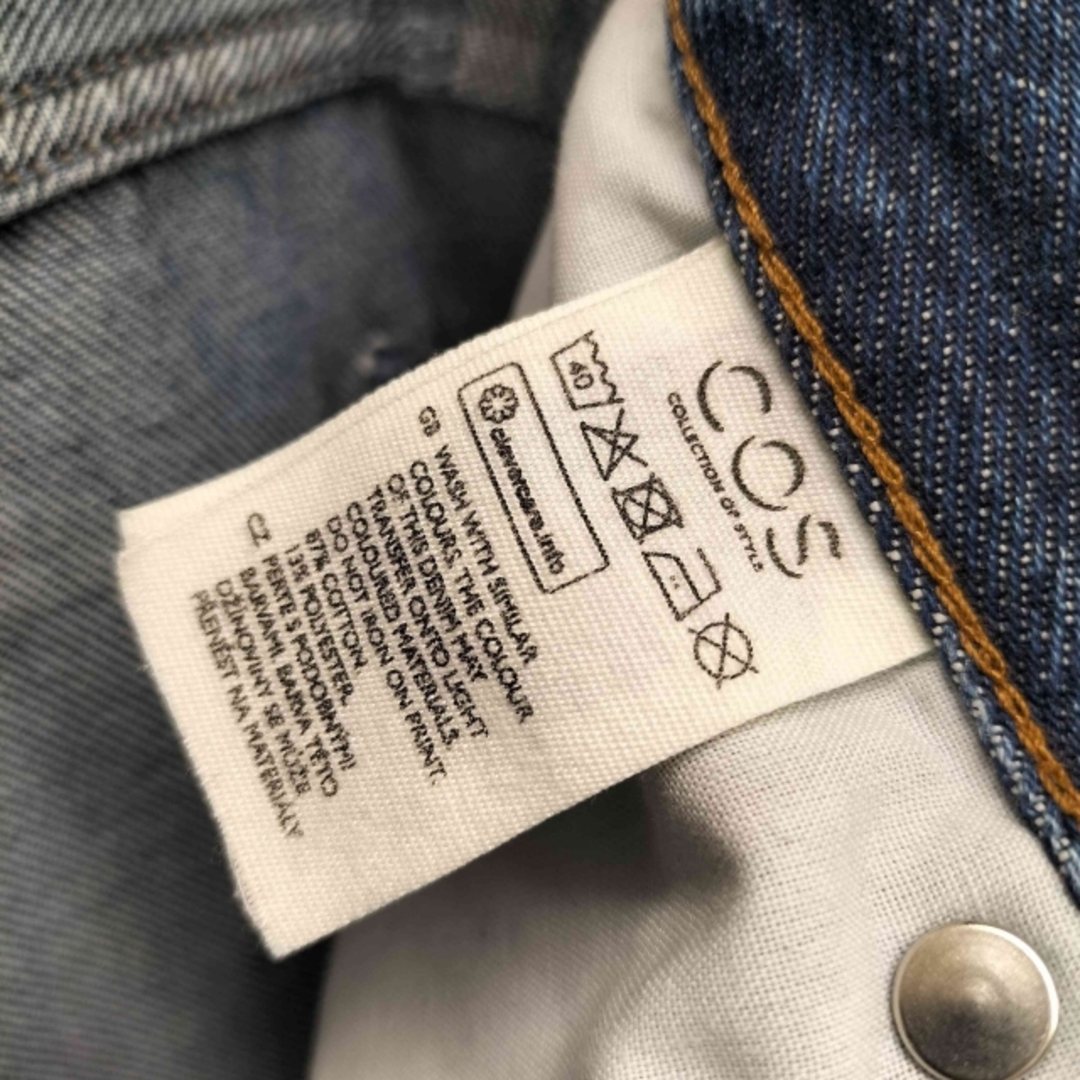 COS
COLLECTION OF STYLE
40
clevercare.info
GB WASH WITH SIMILAR
COLOURS. THE COLOUR
OF THIS DENIM MAY
TRANSFER ONTO LIGHT
COLOURED MATERIALS.
DO NOT IRON ON PRINT.
87% COTTON,
13% POLYESTER,
CZ PERTE S PODOBNÝMI
BARVAMI. BARVA TÉTO
DŽÍNOVINY SE MŮŽE
PŘENÉST NA MATERIÁLY